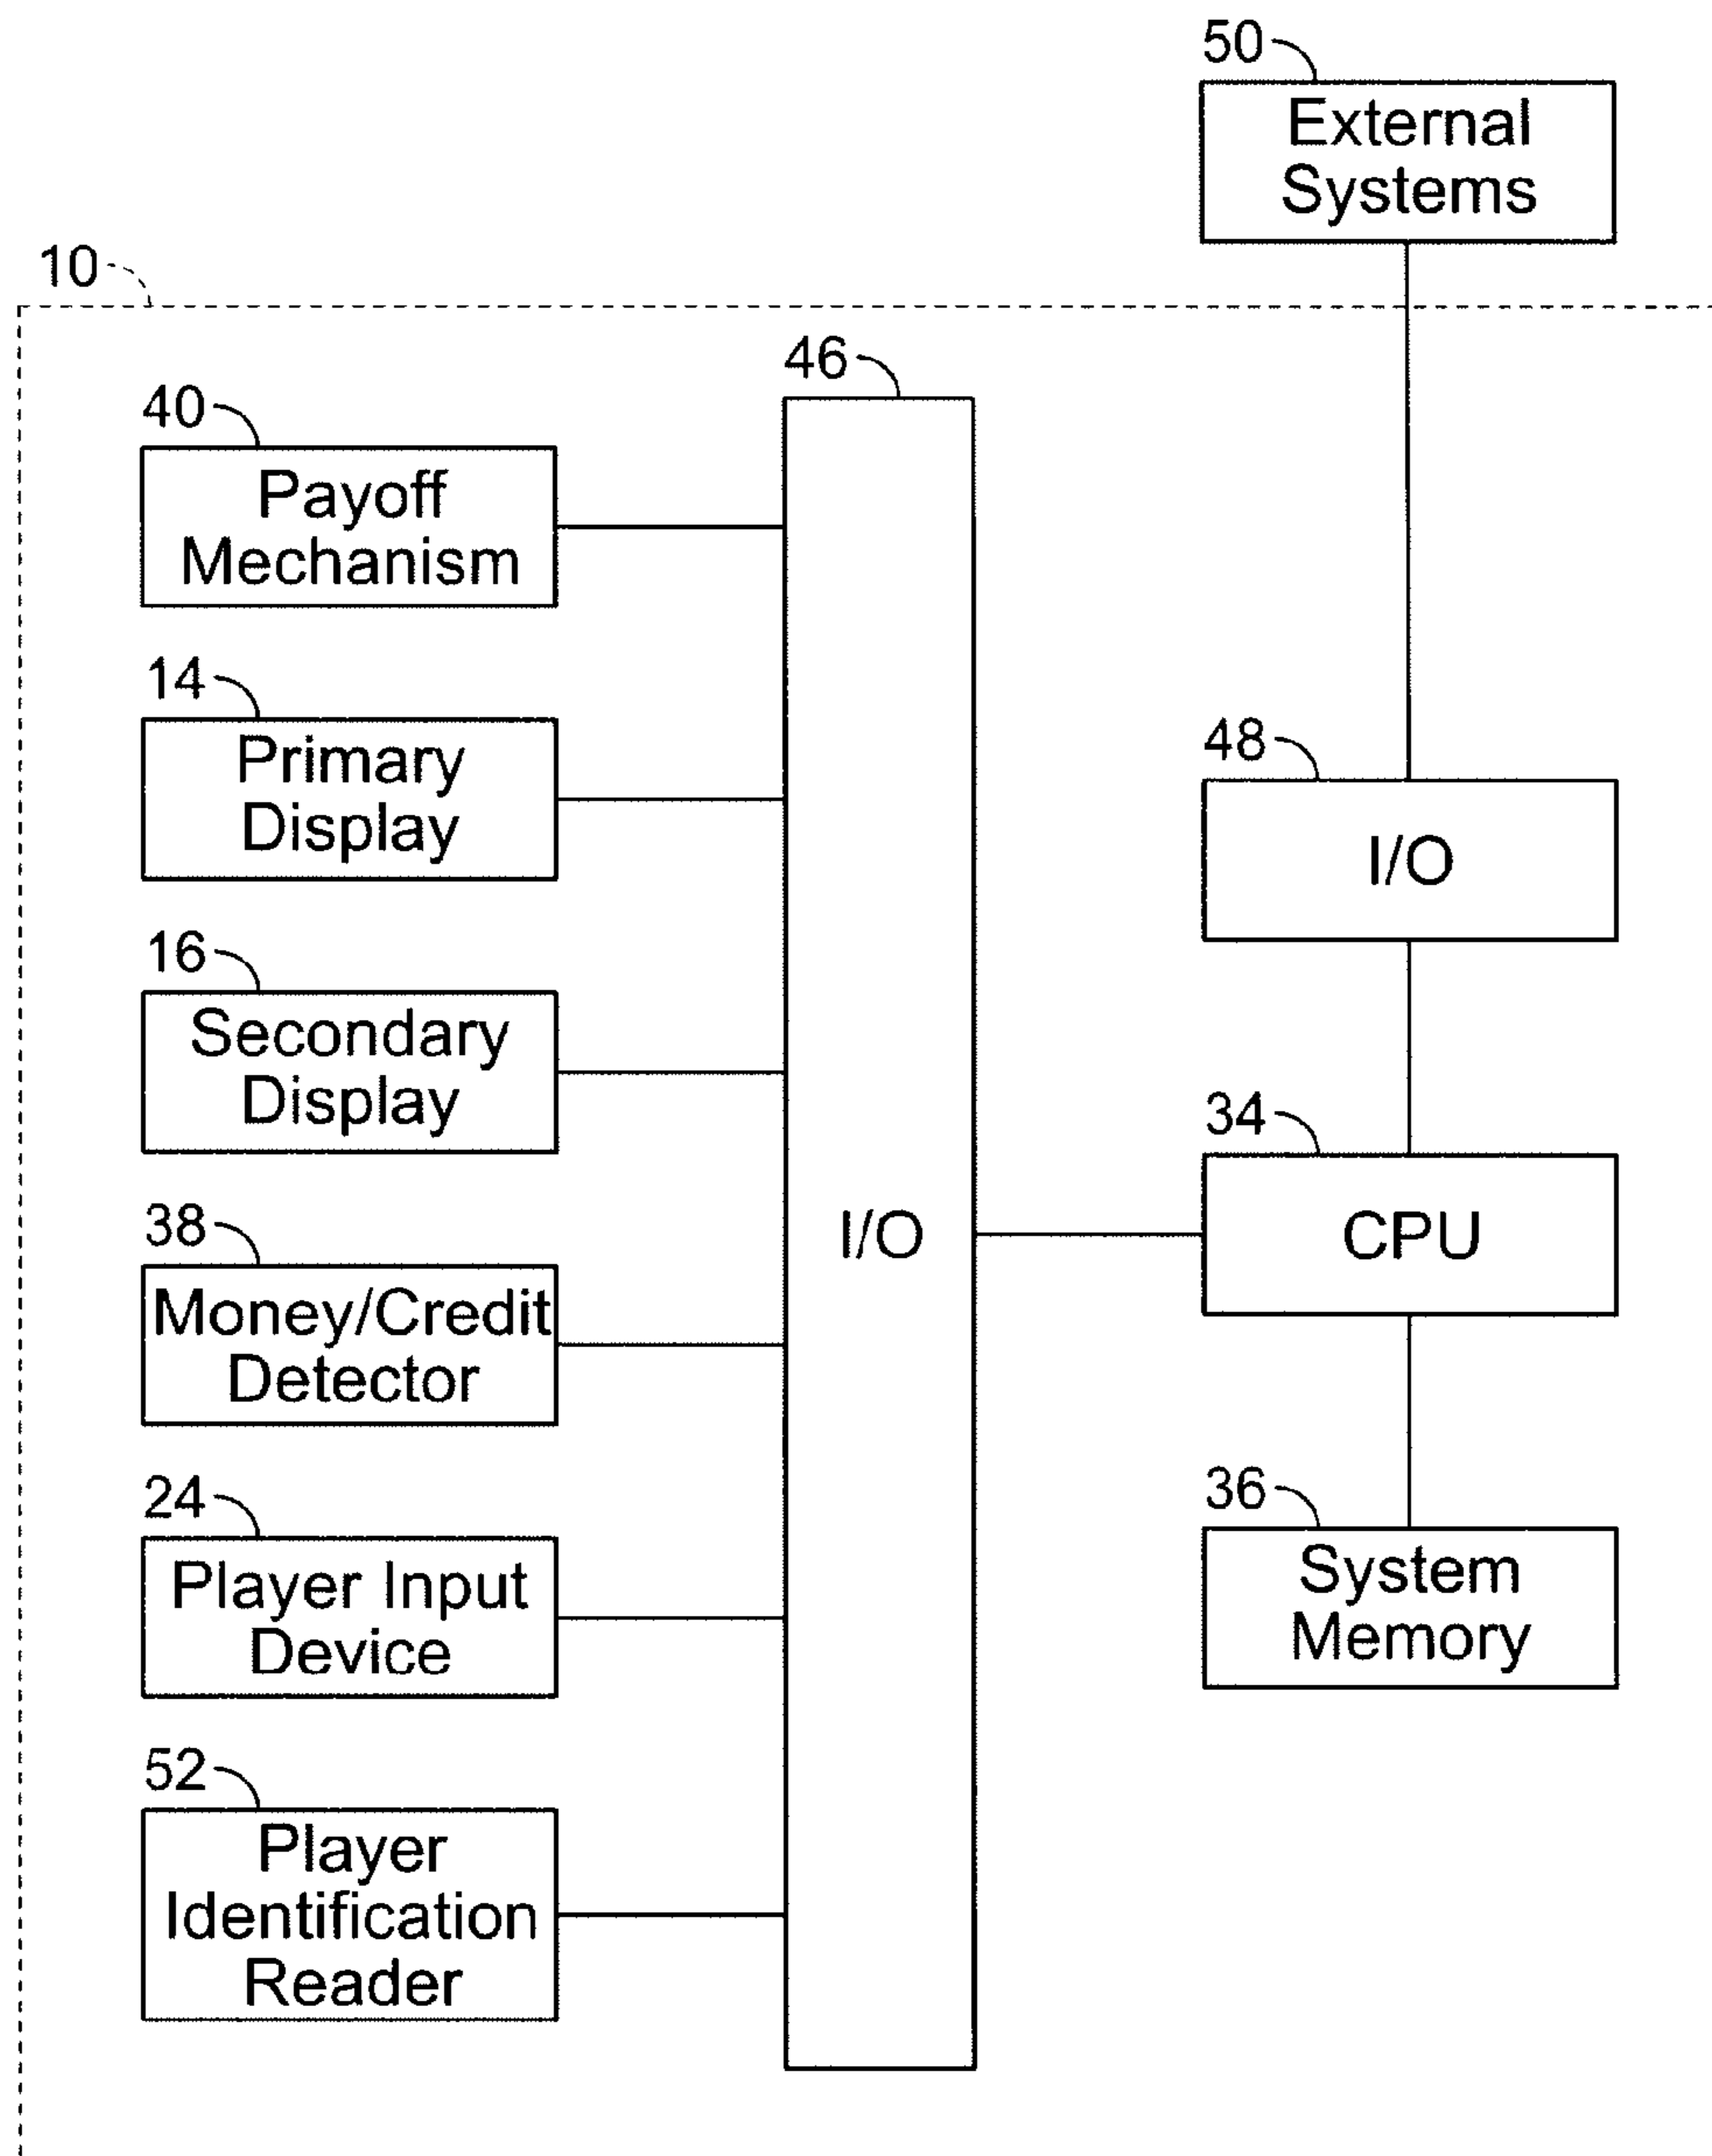 50
External
Systems
10
46
40
Payoff
Mechanism
14
Primary
Display
48
I/O
16
Secondary
Display
34
CPU
38
Money/Credit
Detector
I/O
24
Player Input
Device
36
System
Memory
52
Player
Identification
Reader